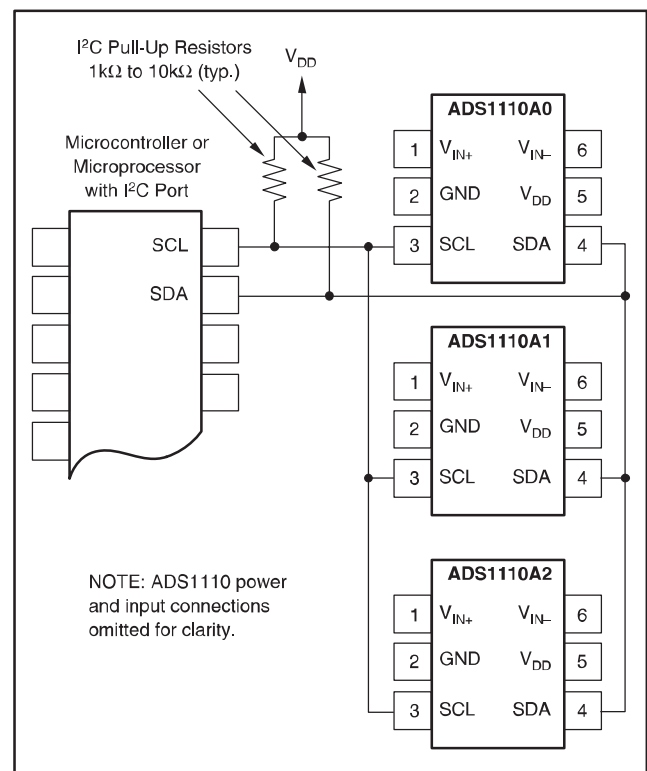 I²C Pull-Up Resistors
1kΩ to 10kΩ (typ.)
V_DD
Microcontroller or
Microprocessor
with I²C Port
SCL
SDA
ADS1110A0
1 V_IN+ V_IN– 6
2 GND V_DD 5
3 SCL SDA 4
ADS1110A1
1 V_IN+ V_IN– 6
2 GND V_DD 5
3 SCL SDA 4
ADS1110A2
1 V_IN+ V_IN– 6
2 GND V_DD 5
3 SCL SDA 4
NOTE: ADS1110 power
and input connections
omitted for clarity.